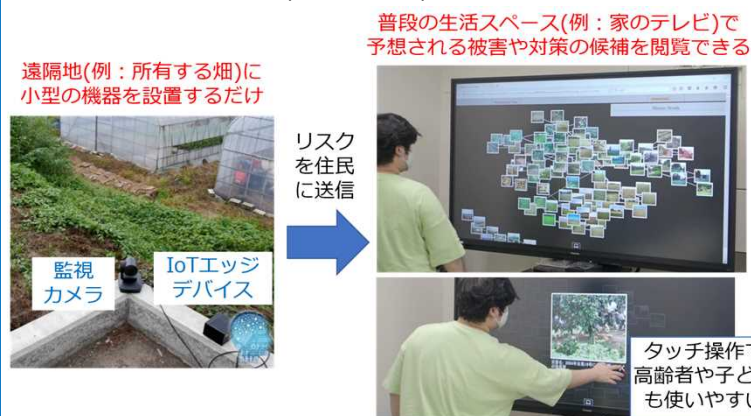 遠隔地(例：所有する畑)に
小型の機器を設置するだけ
監視
カメラ
IoTエッジ
デバイス
リスク
を住民
に送信
普段の生活スペース(例：家のテレビ)で
予想される被害や対策の候補を閲覧できる
タッチ操作で
高齢者や子ど
も使いやすい